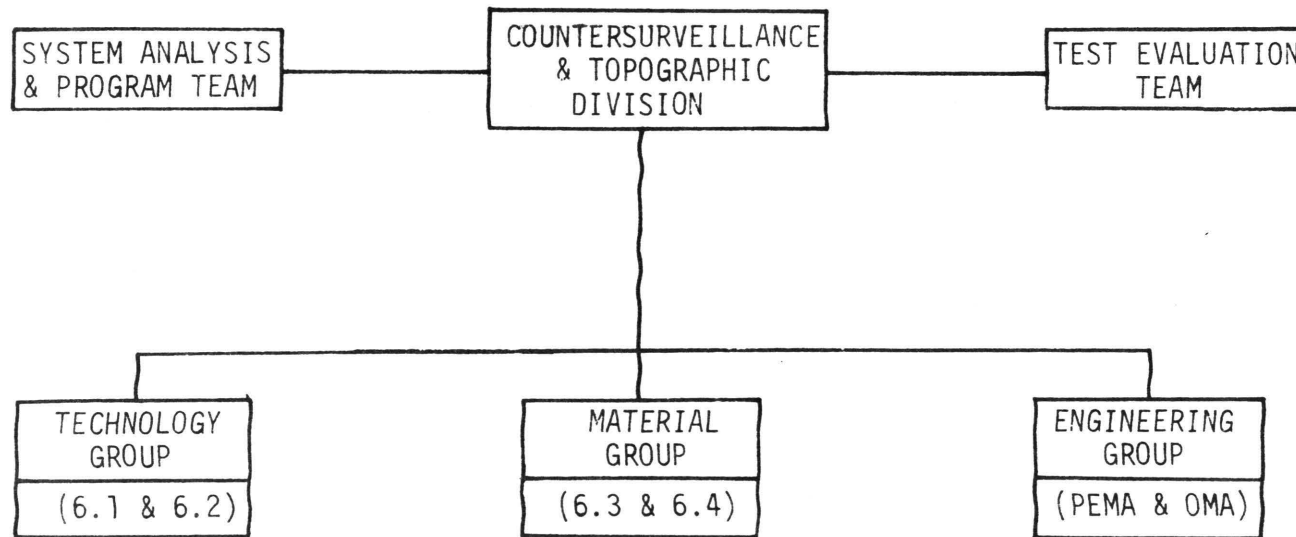 SYSTEM ANALYSIS
& PROGRAM TEAM
COUNTERSURVEILLANCE
& TOPOGRAPHIC
DIVISION
TEST EVALUATION
TEAM
TECHNOLOGY
GROUP
(6.1 & 6.2)
MATERIAL
GROUP
(6.3 & 6.4)
ENGINEERING
GROUP
(PEMA & OMA)